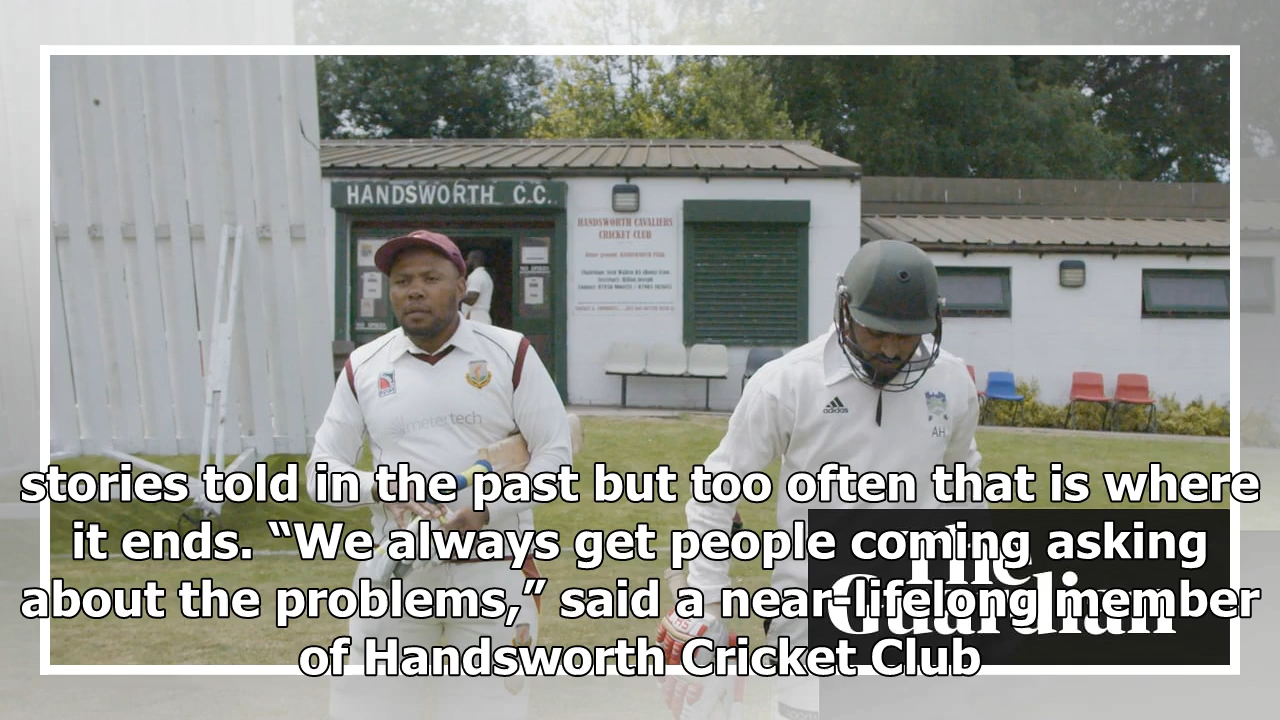 HANDSWORTH C.C.
HANDSWORTH CAVALIERS
CRICKET CLUB
metertech
adidas
AH
stories told in the past but too often that is where
it ends. “We always get people coming asking
about the problems,” said a near-lifelong member
of Handsworth Cricket Club
The
Guardian